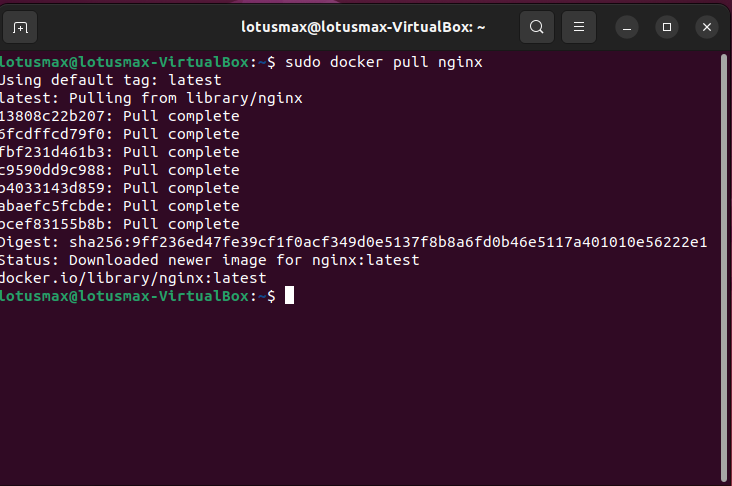 lotusmax@lotusmax-VirtualBox: ~
lotusmax@lotusmax-VirtualBox:~$ sudo docker pull nginx
Using default tag: latest
latest: Pulling from library/nginx
13808c22b207: Pull complete
6fcdffcd79f0: Pull complete
fbf231d461b3: Pull complete
c9590dd9c988: Pull complete
b4033143d859: Pull complete
abaefc5fcbde: Pull complete
bcef83155b8b: Pull complete
Digest: sha256:9ff236ed47fe39cf1f0acf349d0e5137f8b8a6fd0b46e5117a401010e56222e1
Status: Downloaded newer image for nginx:latest
docker.io/library/nginx:latest
lotusmax@lotusmax-VirtualBox:~$